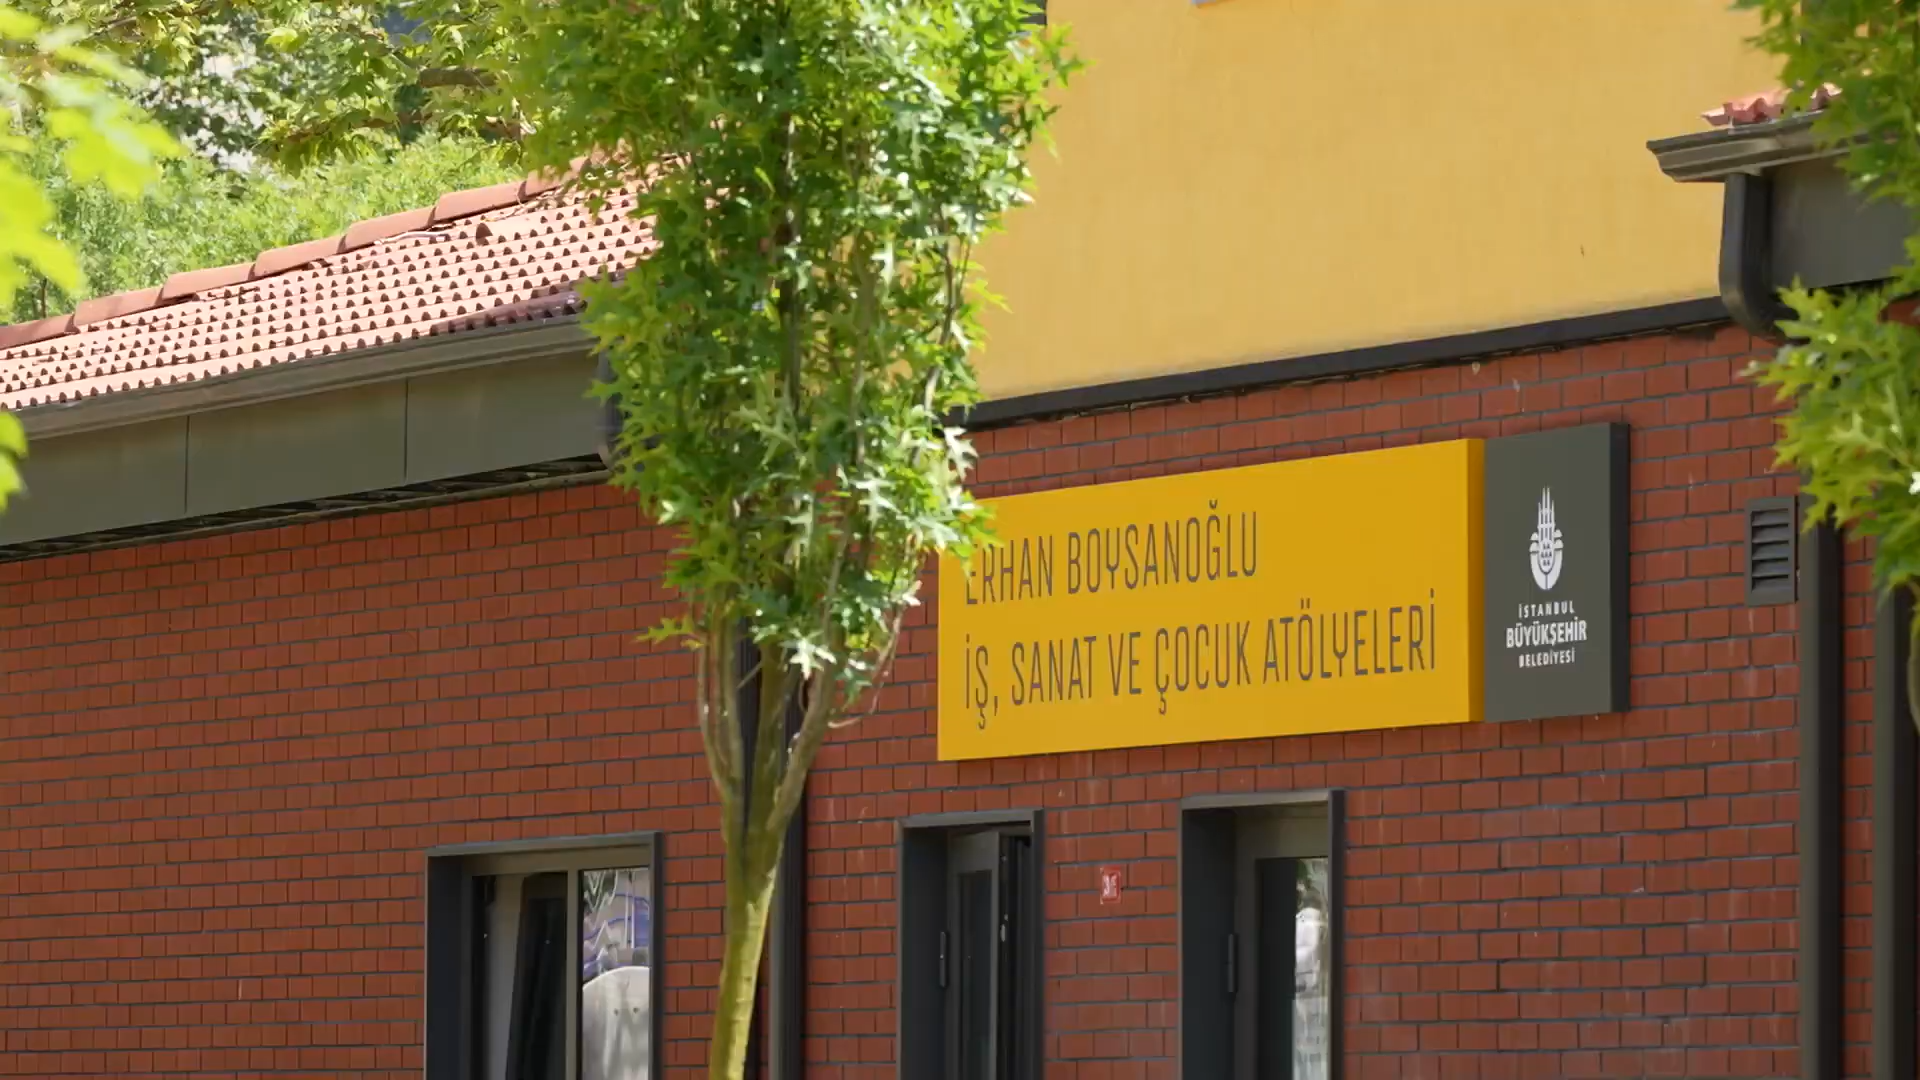 ERHAN BOYSANOĞLU
İŞ, SANAT VE ÇOCUK ATÖLYELERİ
İSTANBUL
BÜYÜKŞEHİR
BELEDİYESİ